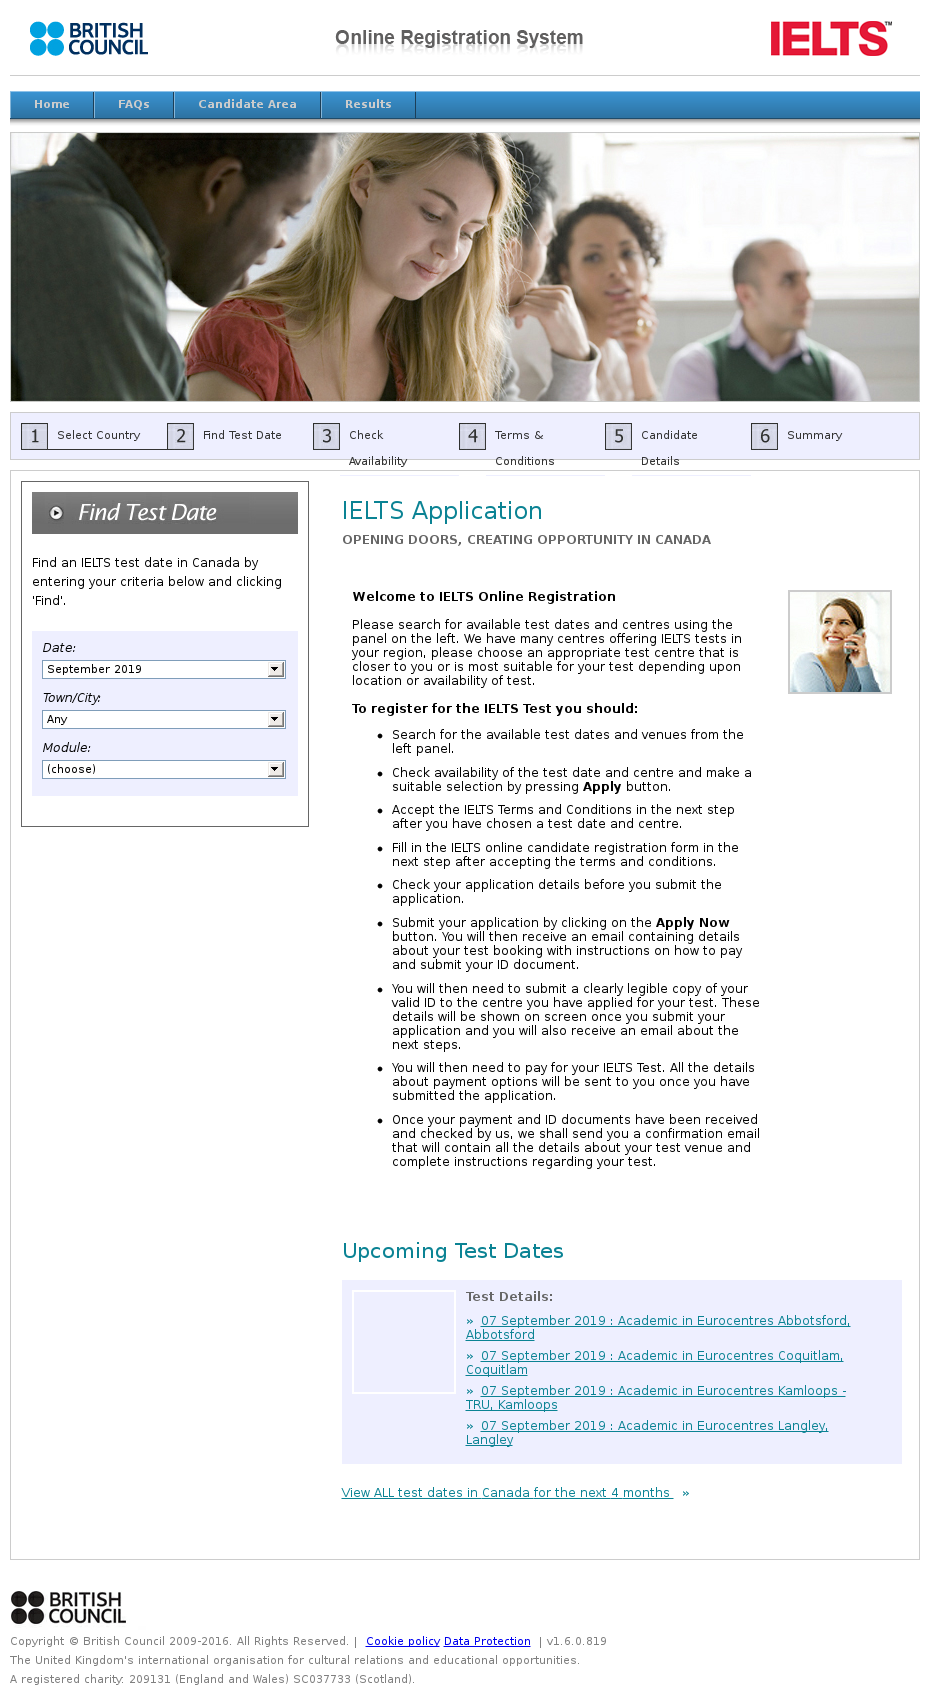 BRITISH
COUNCIL
Online Registration System
IELTS™
Home FAQs Candidate Area Results
1 Select Country 2 Find Test Date 3 Check Availability 4 Terms & Conditions 5 Candidate Details 6 Summary
Find Test Date
Find an IELTS test date in Canada by
entering your criteria below and clicking
'Find'.
Date:
September 2019
Town/City:
Any
Module:
(choose)
IELTS Application
OPENING DOORS, CREATING OPPORTUNITY IN CANADA
Welcome to IELTS Online Registration
Please search for available test dates and centres using the
panel on the left. We have many centres offering IELTS tests in
your region, please choose an appropriate test centre that is
closer to you or is most suitable for your test depending upon
location or availability of test.
To register for the IELTS Test you should:
• Search for the available test dates and venues from the
left panel.
• Check availability of the test date and centre and make a
suitable selection by pressing Apply button.
• Accept the IELTS Terms and Conditions in the next step
after you have chosen a test date and centre.
• Fill in the IELTS online candidate registration form in the
next step after accepting the terms and conditions.
• Check your application details before you submit the
application.
• Submit your application by clicking on the Apply Now
button. You will then receive an email containing details
about your test booking with instructions on how to pay
and submit your ID document.
• You will then need to submit a clearly legible copy of your
valid ID to the centre you have applied for your test. These
details will be shown on screen once you submit your
application and you will also receive an email about the
next steps.
• You will then need to pay for your IELTS Test. All the details
about payment options will be sent to you once you have
submitted the application.
• Once your payment and ID documents have been received
and checked by us, we shall send you a confirmation email
that will contain all the details about your test venue and
complete instructions regarding your test.
Upcoming Test Dates
Test Details:
» 07 September 2019 : Academic in Eurocentres Abbotsford,
Abbotsford
» 07 September 2019 : Academic in Eurocentres Coquitlam,
Coquitlam
» 07 September 2019 : Academic in Eurocentres Kamloops -
TRU, Kamloops
» 07 September 2019 : Academic in Eurocentres Langley,
Langley
View ALL test dates in Canada for the next 4 months »
BRITISH
COUNCIL
Copyright © British Council 2009-2016. All Rights Reserved. | Cookie policy Data Protection | v1.6.0.819
The United Kingdom's international organisation for cultural relations and educational opportunities.
A registered charity: 209131 (England and Wales) SC037733 (Scotland).